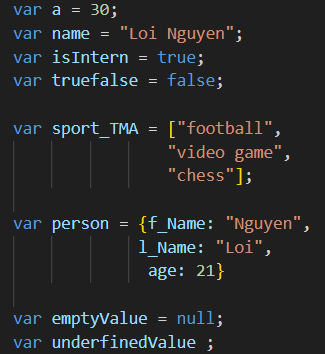 var a = 30;
var name = "Loi Nguyen";
var isIntern = true;
var truefalse = false;
var sport_TMA = ["football",
"video game",
"chess"];
var person = {f_Name: "Nguyen",
l_Name: "Loi",
age: 21}
var emptyValue = null;
var underfinedValue ;